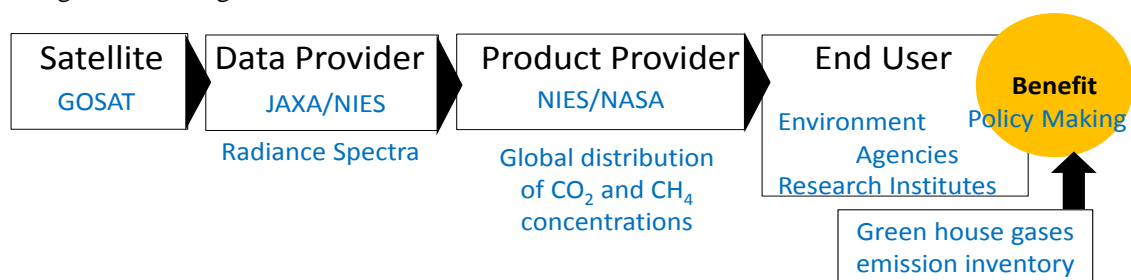 Satellite
GOSAT
Data Provider
JAXA/NIES
Radiance Spectra
Product Provider
NIES/NASA
Global distribution
of CO₂ and CH₄
concentrations
End User
Environment
Agencies
Research Institutes
Benefit
Policy Making
Green house gases
emission inventory